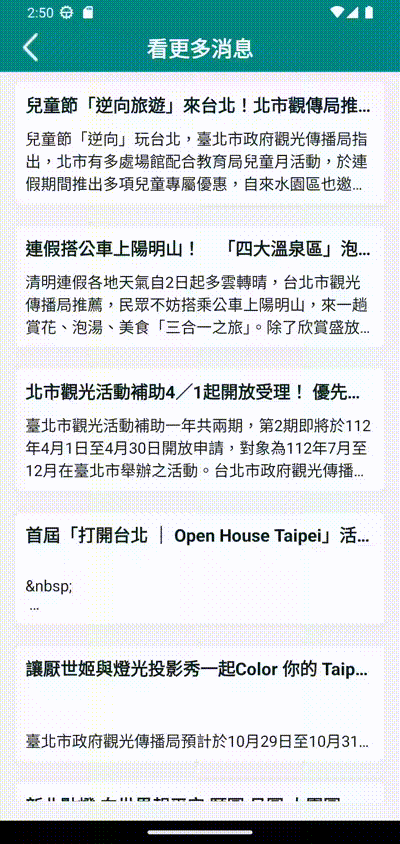 2:50
看更多消息
兒童節「逆向旅遊」來台北！北市觀傳局推...
兒童節「逆向」玩台北，臺北市政府觀光傳播局指
出，北市有多處場館配合教育局兒童月活動，於連
假期間推出多項兒童專屬優惠，自來水園區也邀...
連假搭公車上陽明山！　「四大溫泉區」泡...
清明連假各地天氣自2日起多雲轉晴，台北市觀光
傳播局推薦，民眾不妨搭乘公車上陽明山，來一趟
賞花、泡湯、美食「三合一之旅」。除了欣賞盛放...
北市觀光活動補助4／1起開放受理！ 優先...
臺北市觀光活動補助一年共兩期，第2期即將於112
年4月1日至4月30日開放申請，對象為112年7月至
12月在臺北市舉辦之活動。台北市政府觀光傳播...
首屆「打開台北 ｜ Open House Taipei」活...
&nbsp;
...
讓厭世姬與燈光投影秀一起Color 你的 Taip...
臺北市政府觀光傳播局預計於10月29日至10月31...